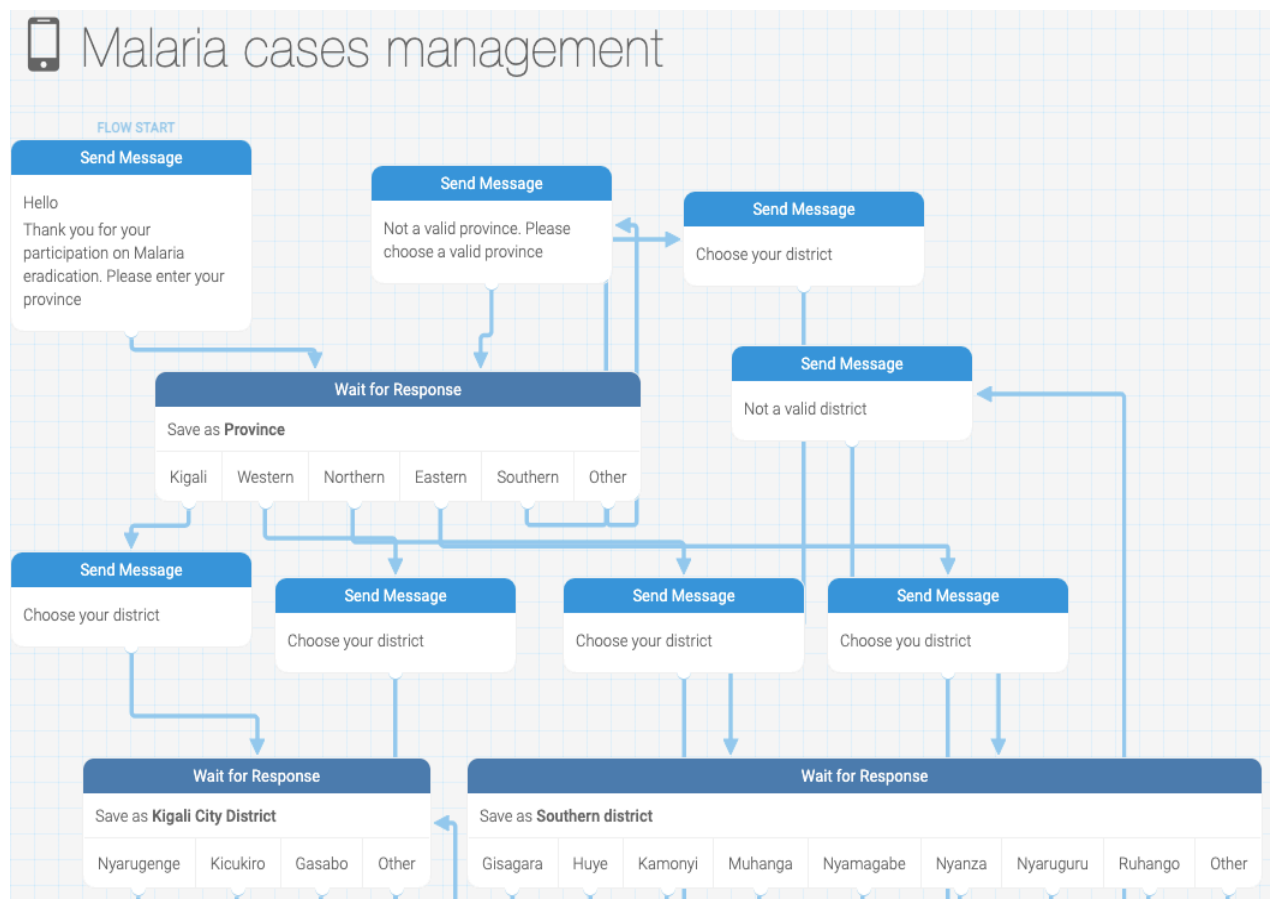 Malaria cases management
FLOW START
Send Message
Hello
Thank you for your
participation on Malaria
eradication. Please enter your
province
Send Message
Not a valid province. Please
choose a valid province
Send Message
Choose your district
Send Message
Not a valid district
Wait for Response
Save as Province
Kigali Western Northern Eastern Southern Other
Send Message
Choose your district
Send Message
Choose your district
Send Message
Choose your district
Send Message
Choose you district
Wait for Response
Save as Kigali City District
Nyarugenge Kicukiro Gasabo Other
Wait for Response
Save as Southern district
Gisagara Huye Kamonyi Muhanga Nyamagabe Nyanza Nyaruguru Ruhango Other